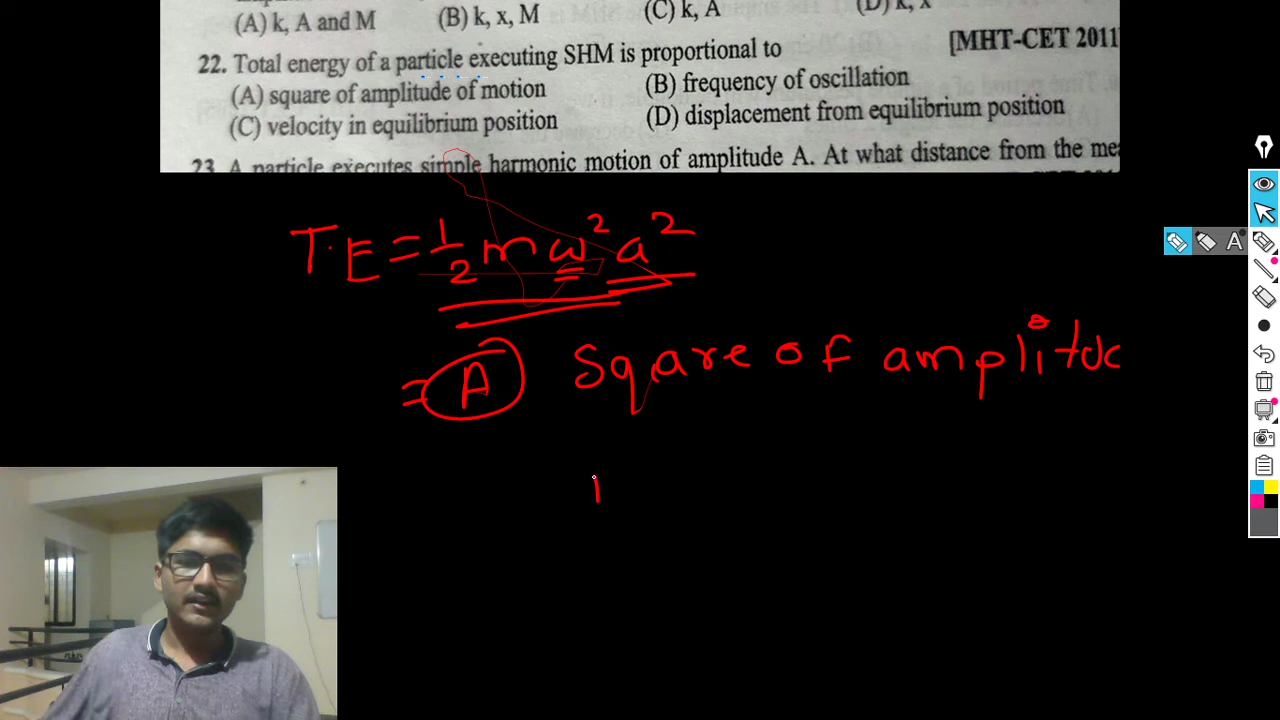 (A) k, A and M (B) k, x, M (C) k, A (D) k, x
22. Total energy of a particle executing SHM is proportional to [MHT-CET 2011
(A) square of amplitude of motion (B) frequency of oscillation
(C) velocity in equilibrium position (D) displacement from equilibrium position
23. A particle executes simple harmonic motion of amplitude A. At what distance from the me
T.E = 1/2 m ω² a²
= A Sqare of amplitude
A